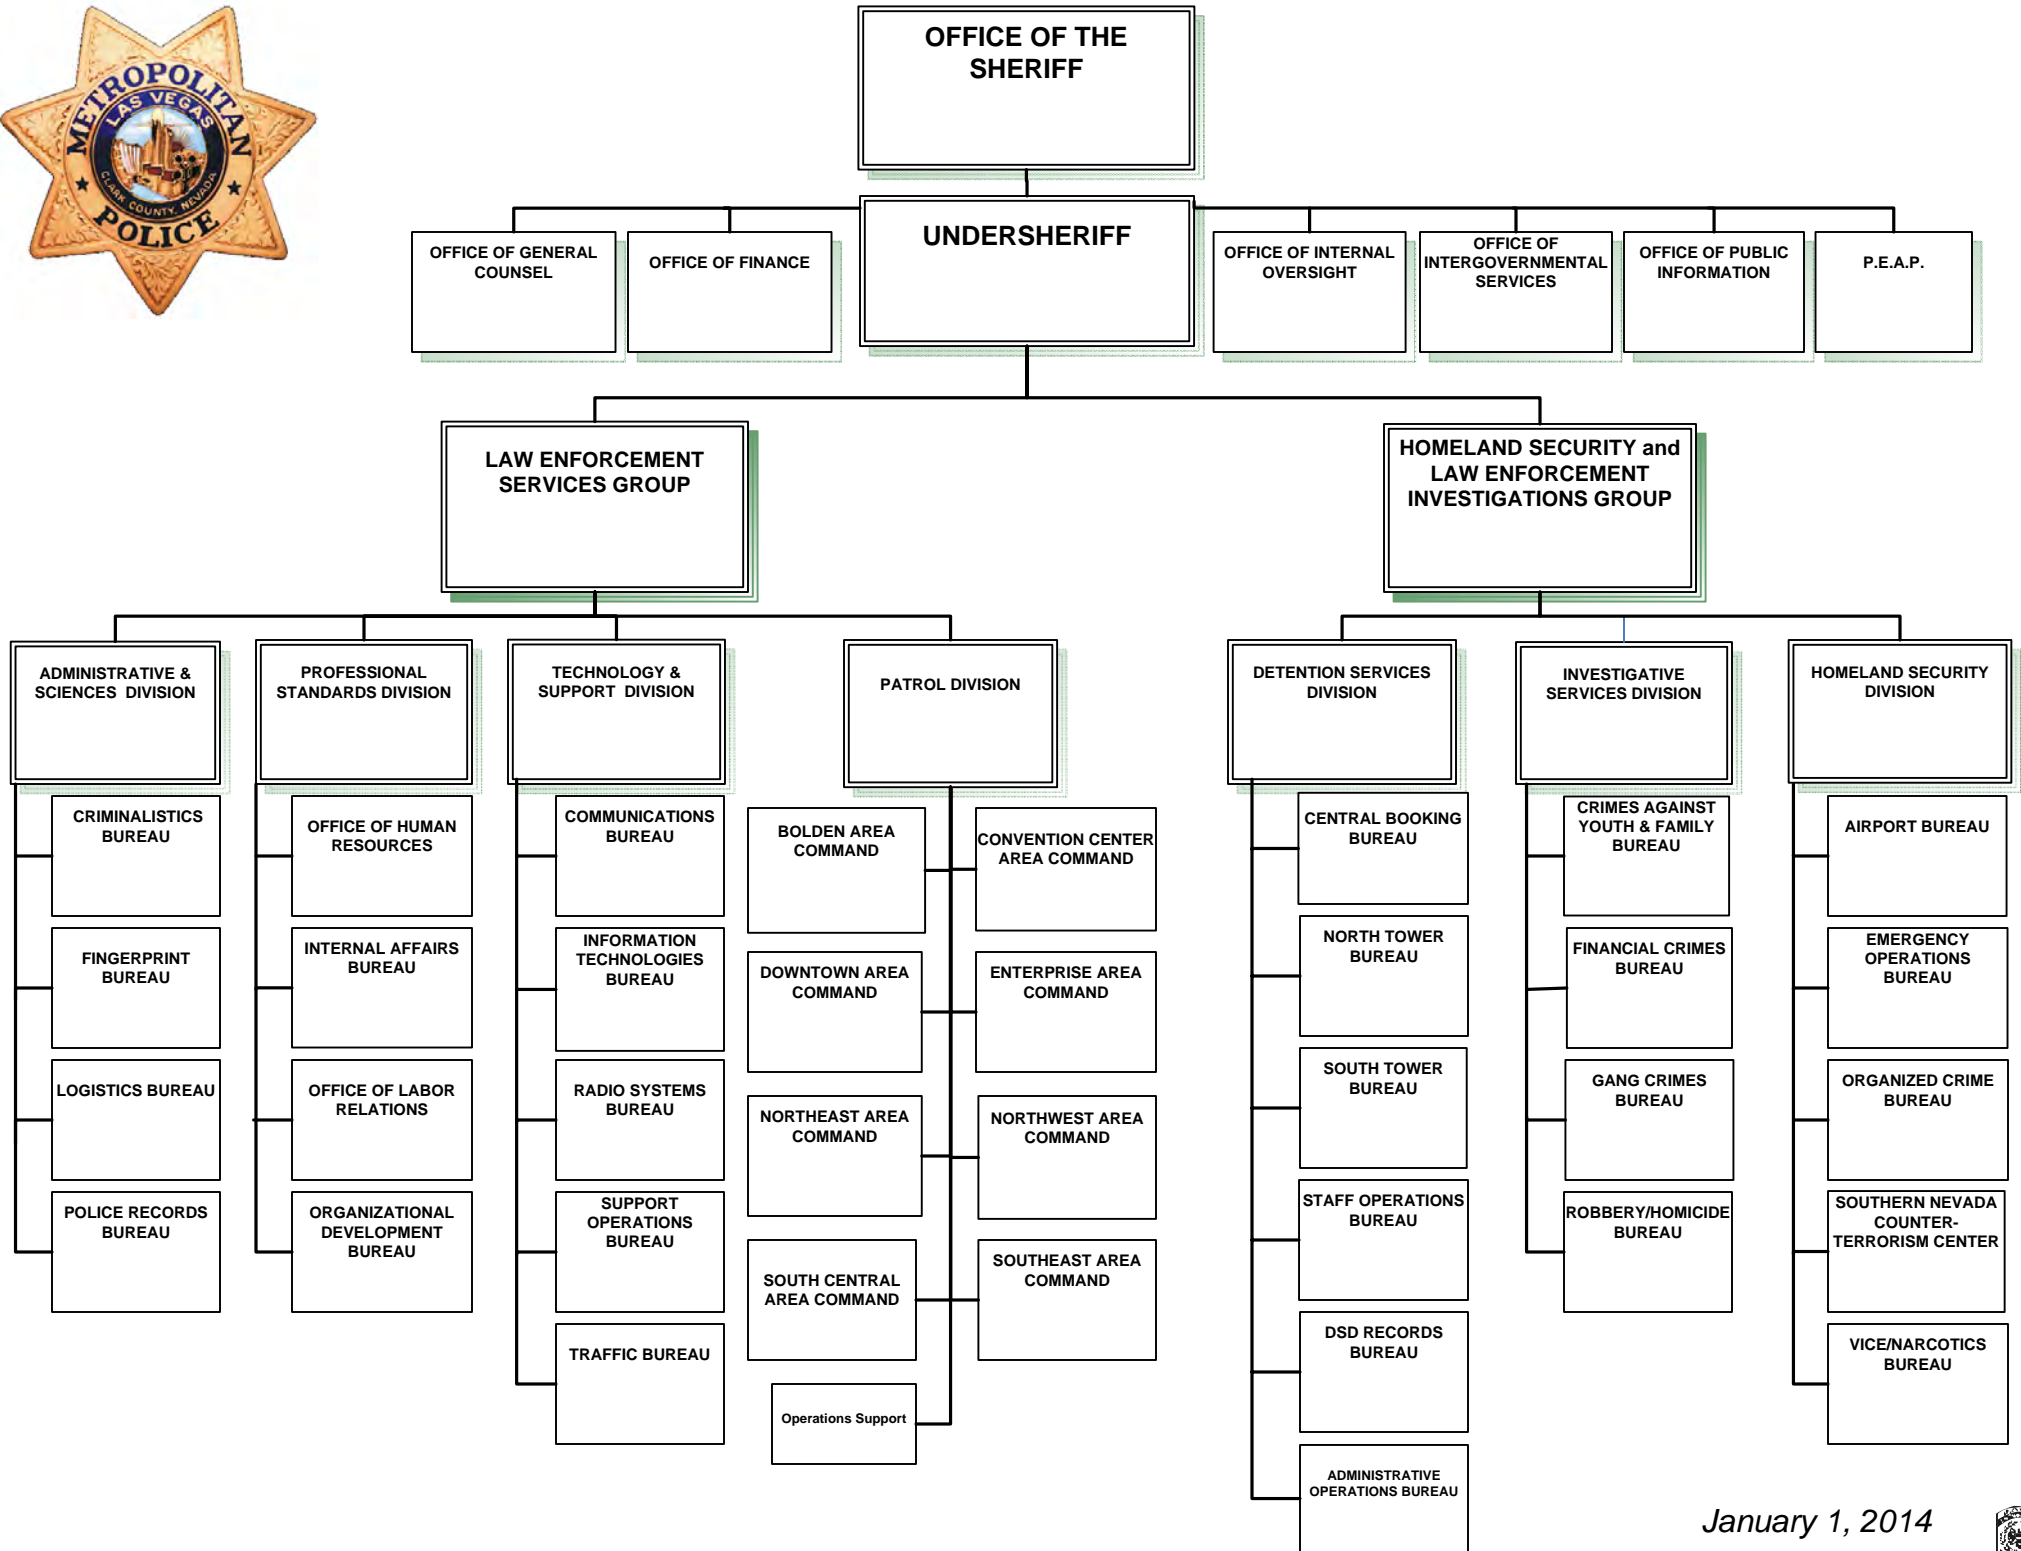 METROPOLITAN
LAS VEGAS
CLARK COUNTY, NEVADA
POLICE
OFFICE OF THE
SHERIFF
UNDERSHERIFF
OFFICE OF GENERAL
COUNSEL
OFFICE OF FINANCE
OFFICE OF INTERNAL
OVERSIGHT
OFFICE OF
INTERGOVERNMENTAL
SERVICES
OFFICE OF PUBLIC
INFORMATION
P.E.A.P.
LAW ENFORCEMENT
SERVICES GROUP
HOMELAND SECURITY and
LAW ENFORCEMENT
INVESTIGATIONS GROUP
ADMINISTRATIVE &
SCIENCES DIVISION
PROFESSIONAL
STANDARDS DIVISION
TECHNOLOGY &
SUPPORT DIVISION
PATROL DIVISION
DETENTION SERVICES
DIVISION
INVESTIGATIVE
SERVICES DIVISION
HOMELAND SECURITY
DIVISION
CRIMINALISTICS
BUREAU
FINGERPRINT
BUREAU
LOGISTICS BUREAU
POLICE RECORDS
BUREAU
OFFICE OF HUMAN
RESOURCES
INTERNAL AFFAIRS
BUREAU
OFFICE OF LABOR
RELATIONS
ORGANIZATIONAL
DEVELOPMENT
BUREAU
COMMUNICATIONS
BUREAU
INFORMATION
TECHNOLOGIES
BUREAU
RADIO SYSTEMS
BUREAU
SUPPORT
OPERATIONS
BUREAU
TRAFFIC BUREAU
BOLDEN AREA
COMMAND
CONVENTION CENTER
AREA COMMAND
DOWNTOWN AREA
COMMAND
ENTERPRISE AREA
COMMAND
NORTHEAST AREA
COMMAND
NORTHWEST AREA
COMMAND
SOUTH CENTRAL
AREA COMMAND
SOUTHEAST AREA
COMMAND
Operations Support
CENTRAL BOOKING
BUREAU
NORTH TOWER
BUREAU
SOUTH TOWER
BUREAU
STAFF OPERATIONS
BUREAU
DSD RECORDS
BUREAU
ADMINISTRATIVE
OPERATIONS BUREAU
CRIMES AGAINST
YOUTH & FAMILY
BUREAU
FINANCIAL CRIMES
BUREAU
GANG CRIMES
BUREAU
ROBBERY/HOMICIDE
BUREAU
AIRPORT BUREAU
EMERGENCY
OPERATIONS
BUREAU
ORGANIZED CRIME
BUREAU
SOUTHERN NEVADA
COUNTER-
TERRORISM CENTER
VICE/NARCOTICS
BUREAU
January 1, 2014